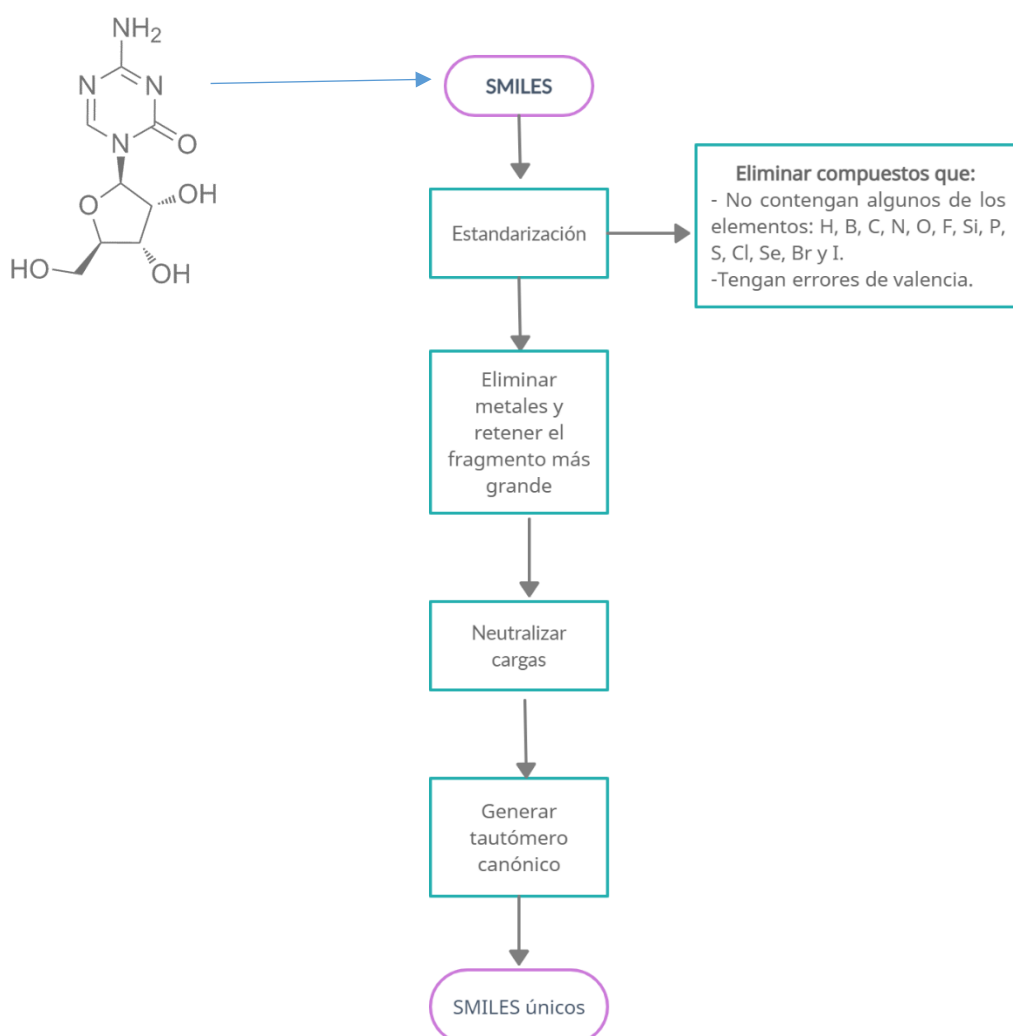 NH2
N
N
N
O
O
OH
OH
HO
SMILES
Estandarización
Eliminar compuestos que:
- No contengan algunos de los
elementos: H, B, C, N, O, F, Si, P,
S, Cl, Se, Br y I.
-Tengan errores de valencia.
Eliminar
metales y
retener el
fragmento más
grande
Neutralizar
cargas
Generar
tautómero
canónico
SMILES únicos